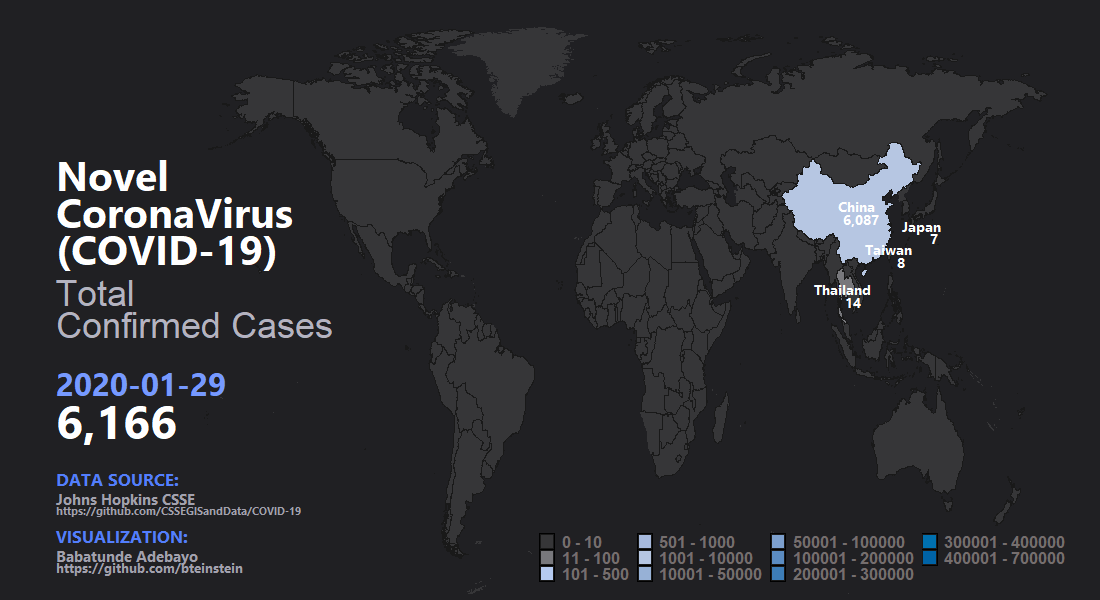 Novel
CoronaVirus
(COVID-19)
Total
Confirmed Cases
2020-01-29
6,166
DATA SOURCE:
Johns Hopkins CSSE
https://github.com/CSSEGISandData/COVID-19
VISUALIZATION:
Babatunde Adebayo
https://github.com/bteinstein
China
6,087
Japan
7
Taiwan
8
Thailand
14
0 - 10
11 - 100
101 - 500
501 - 1000
1001 - 10000
10001 - 50000
50001 - 100000
100001 - 200000
200001 - 300000
300001 - 400000
400001 - 700000